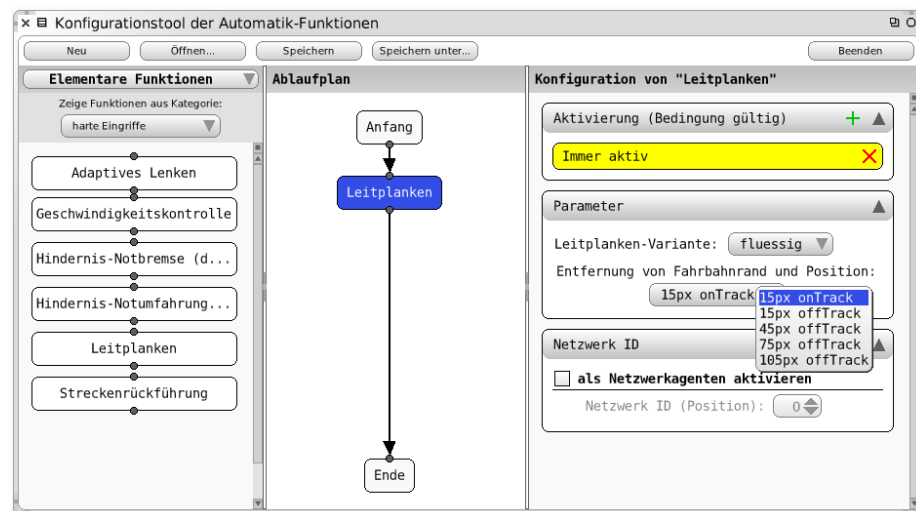 Konfigurationstool der Automatik-Funktionen
Neu
Öffnen...
Speichern
Speichern unter...
Beenden
Elementare Funktionen
Zeige Funktionen aus Kategorie:
harte Eingriffe
Adaptives Lenken
Geschwindigkeitskontrolle
Hindernis-Notbremse (d...
Hindernis-Notumfahrung...
Leitplanken
Streckenrückführung
Ablaufplan
Anfang
Leitplanken
Ende
Konfiguration von "Leitplanken"
Aktivierung (Bedingung gültig)
Immer aktiv
Parameter
Leitplanken-Variante: fluessig
Entfernung von Fahrbahnrand und Position:
15px onTrack
15px onTrack
15px offTrack
45px offTrack
75px offTrack
105px offTrack
Netzwerk ID
als Netzwerkagenten aktivieren
Netzwerk ID (Position): 0